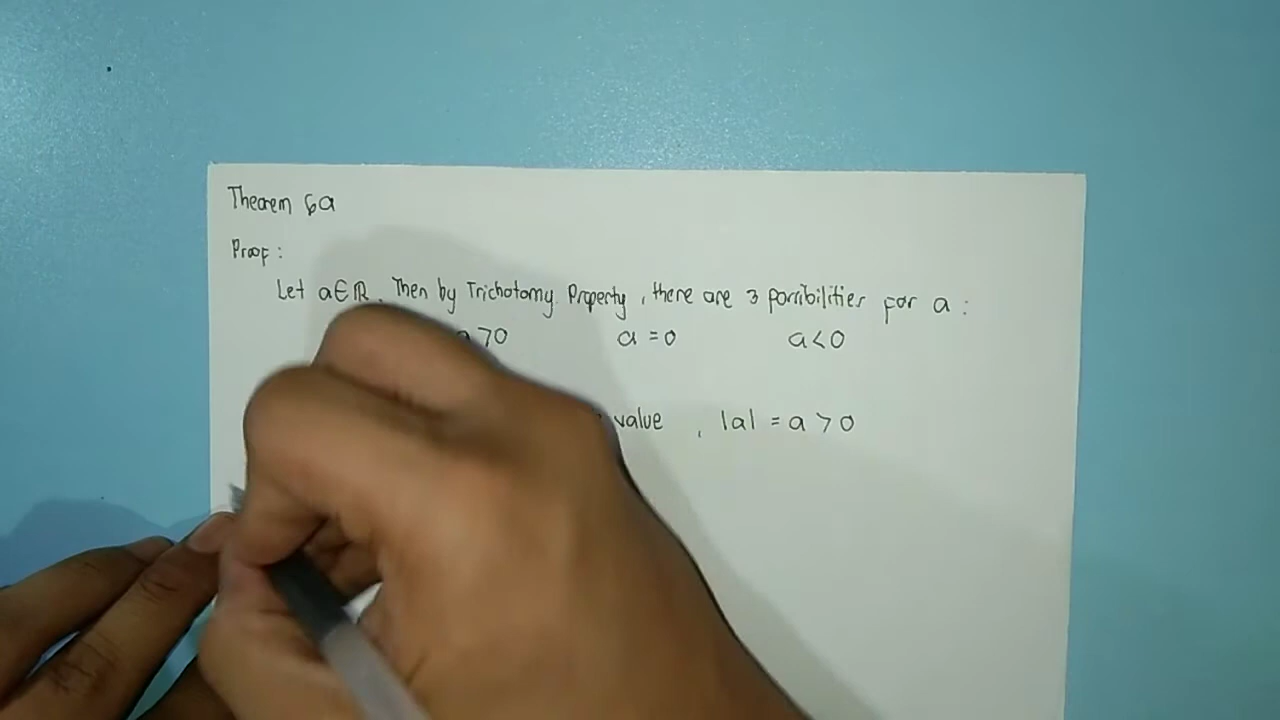 Theorem 6a
Proof :
Let a∈ℝ. Then by Trichotomy Property, there are 3 possibilities for a :
a>0 a=0 a<0
value , |a| = a > 0